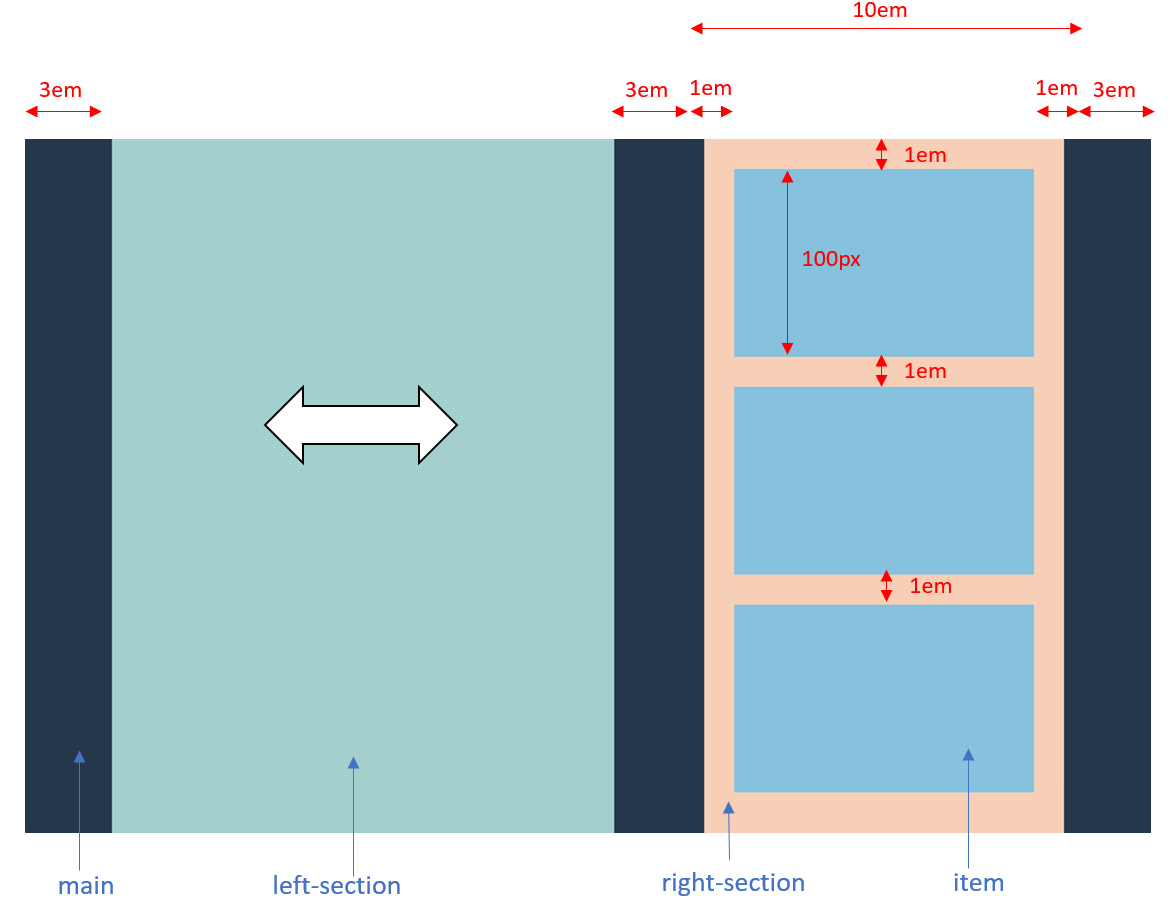 10em
3em
3em
1em
1em
3em
1em
100px
1em
1em
main
left-section
right-section
item